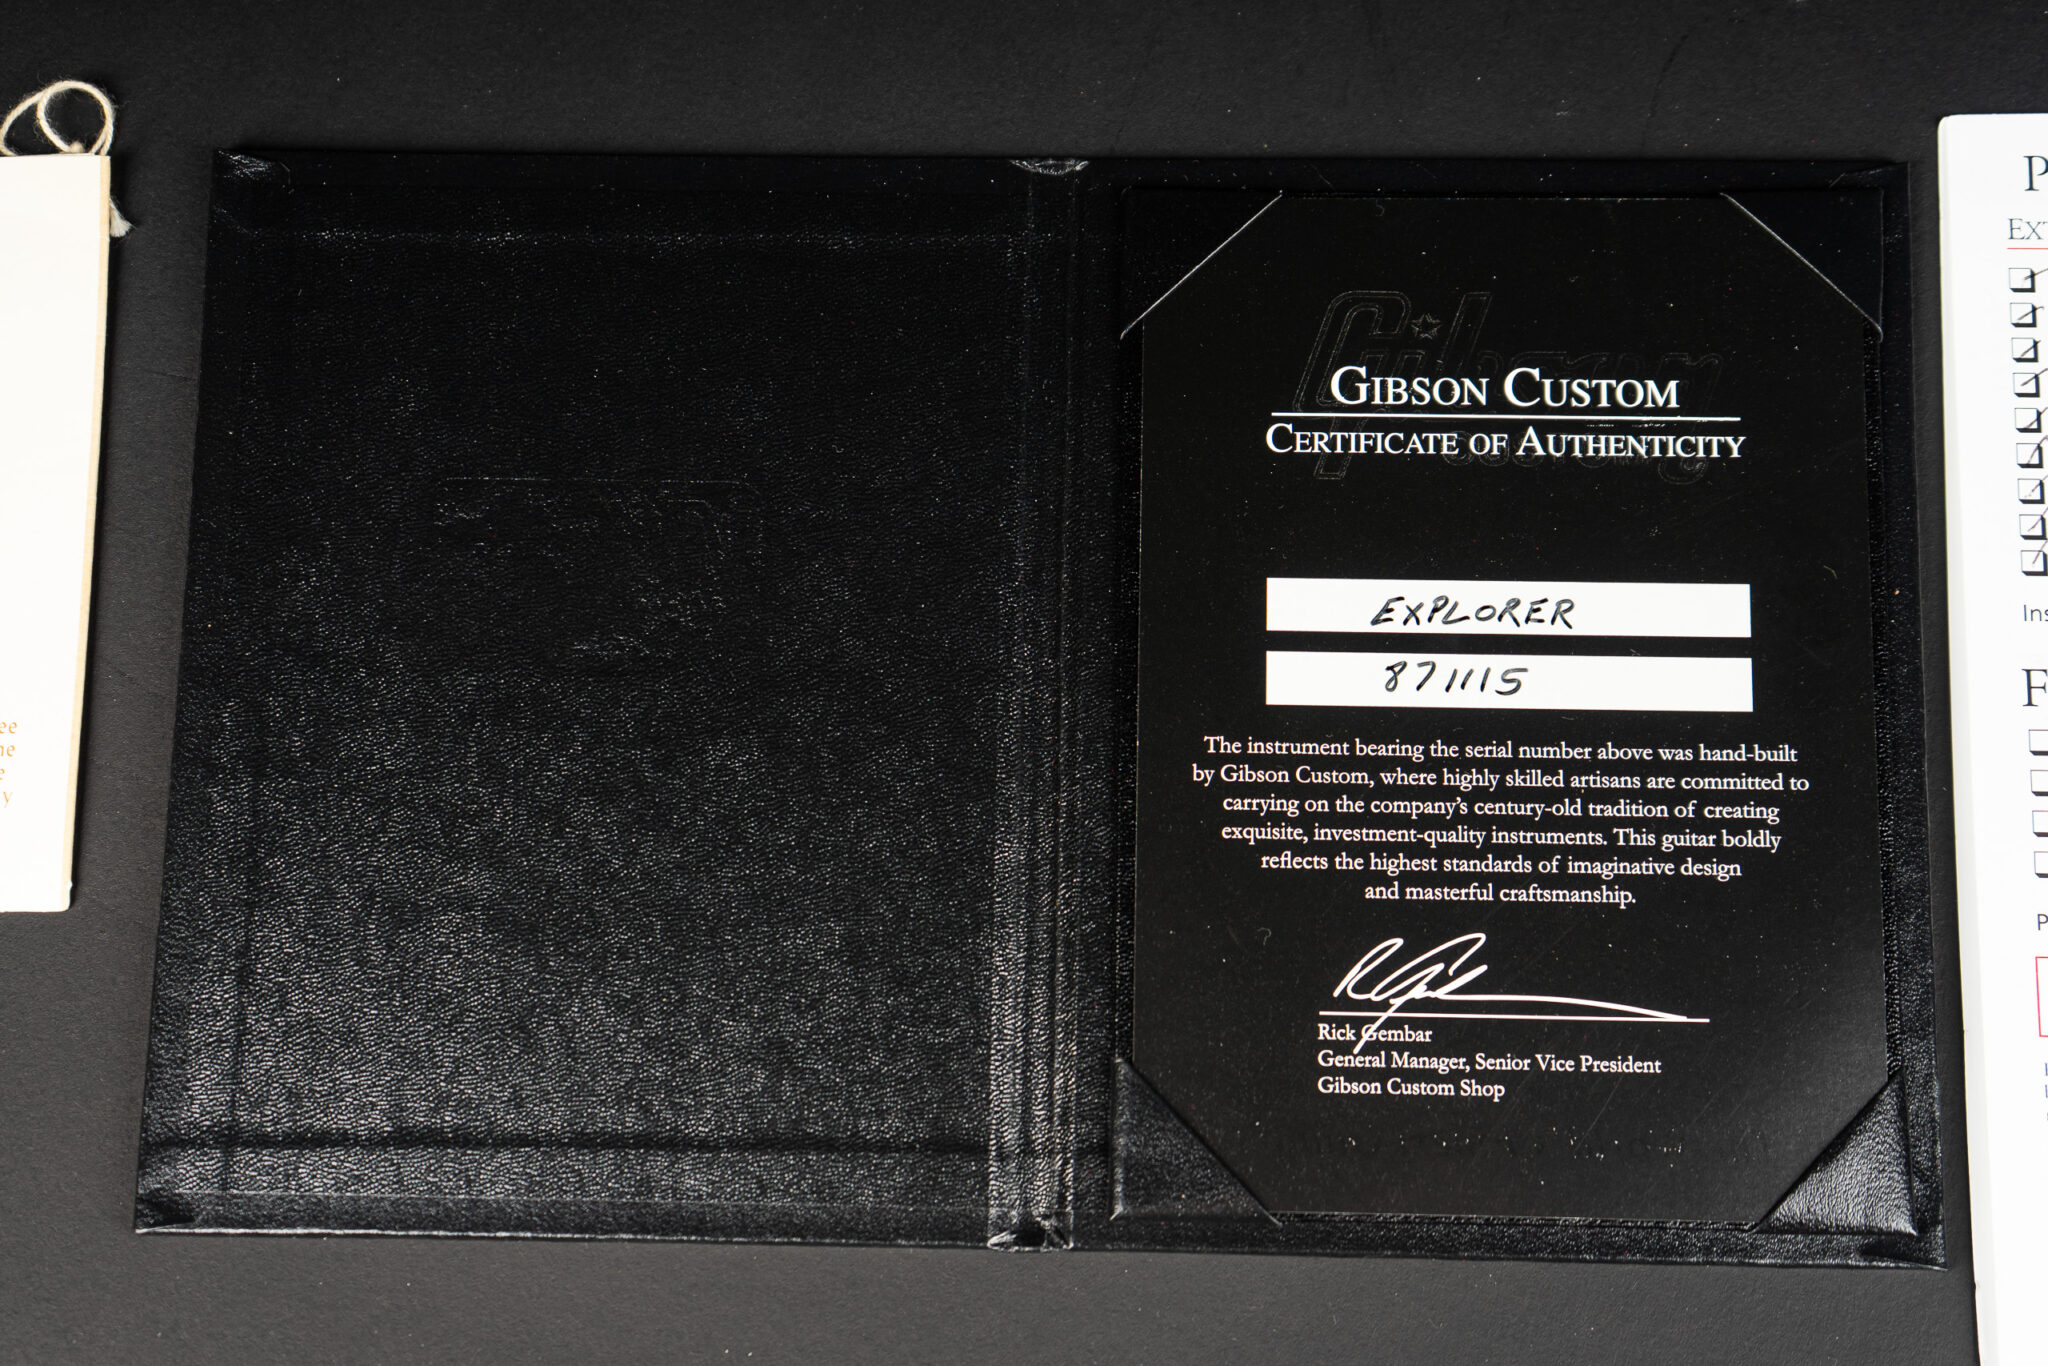 GIBSON CUSTOM
CERTIFICATE OF AUTHENTICITY
EXPLORER
871115
The instrument bearing the serial number above was hand-built
by Gibson Custom, where highly skilled artisans are committed to
carrying on the company's century-old tradition of creating
exquisite, investment-quality instruments. This guitar boldly
reflects the highest standards of imaginative design
and masterful craftsmanship.
Rick Gembar
General Manager, Senior Vice President
Gibson Custom Shop